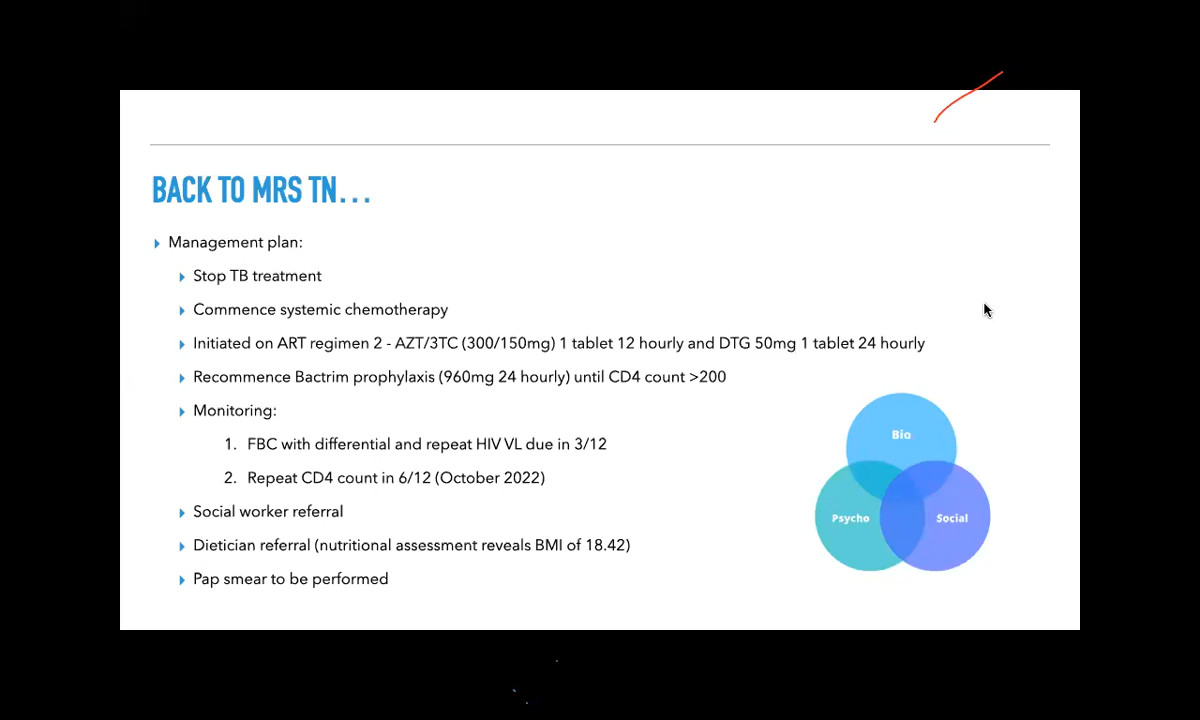 BACK TO MRS TN...
Management plan:
Stop TB treatment
Commence systemic chemotherapy
Initiated on ART regimen 2 - AZT/3TC (300/150mg) 1 tablet 12 hourly and DTG 50mg 1 tablet 24 hourly
Recommence Bactrim prophylaxis (960mg 24 hourly) until CD4 count >200
Monitoring:
1. FBC with differential and repeat HIV VL due in 3/12
2. Repeat CD4 count in 6/12 (October 2022)
Social worker referral
Dietician referral (nutritional assessment reveals BMI of 18.42)
Pap smear to be performed
Bio
Psycho
Social